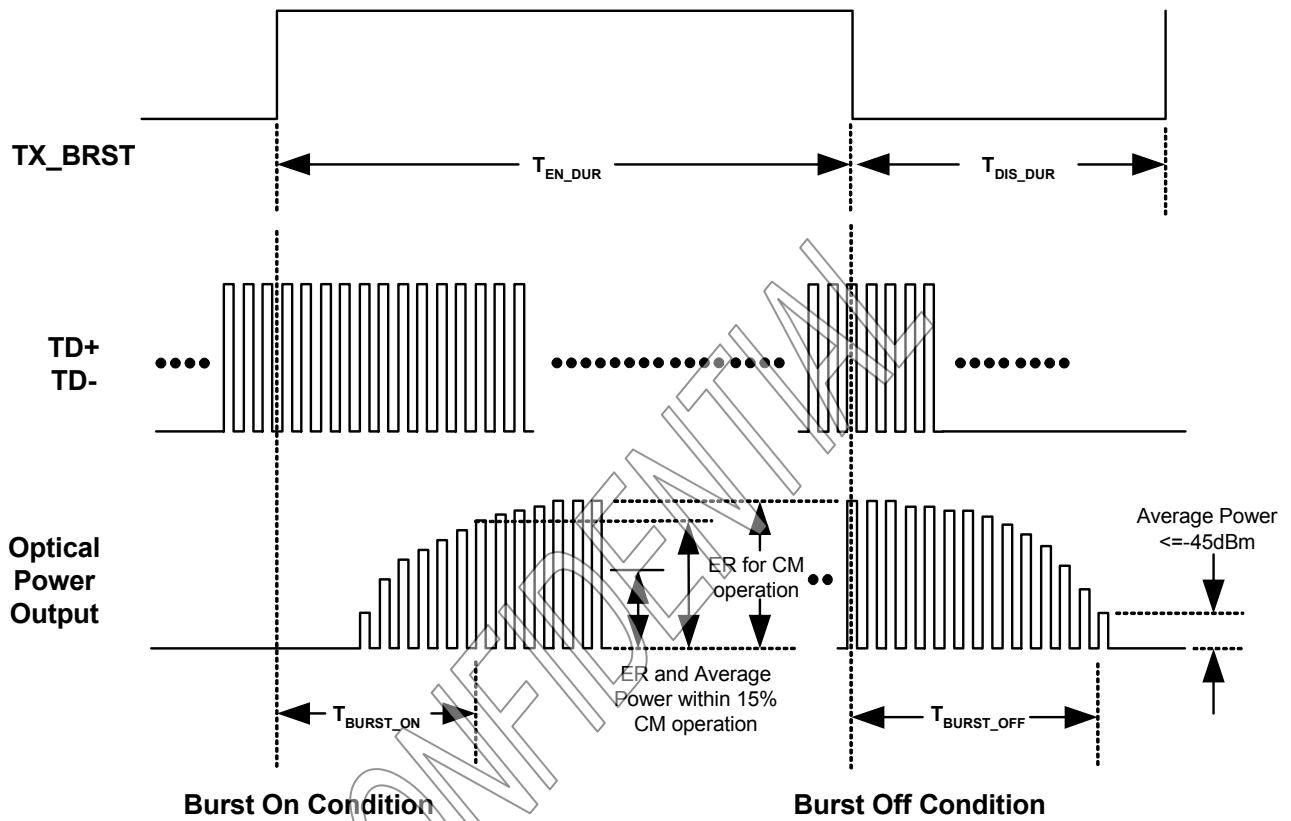 TX_BRST
T_EN_DUR
T_DIS_DUR
TD+
TD-
Optical
Power
Output
ER for CM
operation
Average Power
<=-45dBm
ER and Average
Power within 15%
CM operation
T_BURST_ON
T_BURST_OFF
Burst On Condition
Burst Off Condition
ONFIDENTIAL